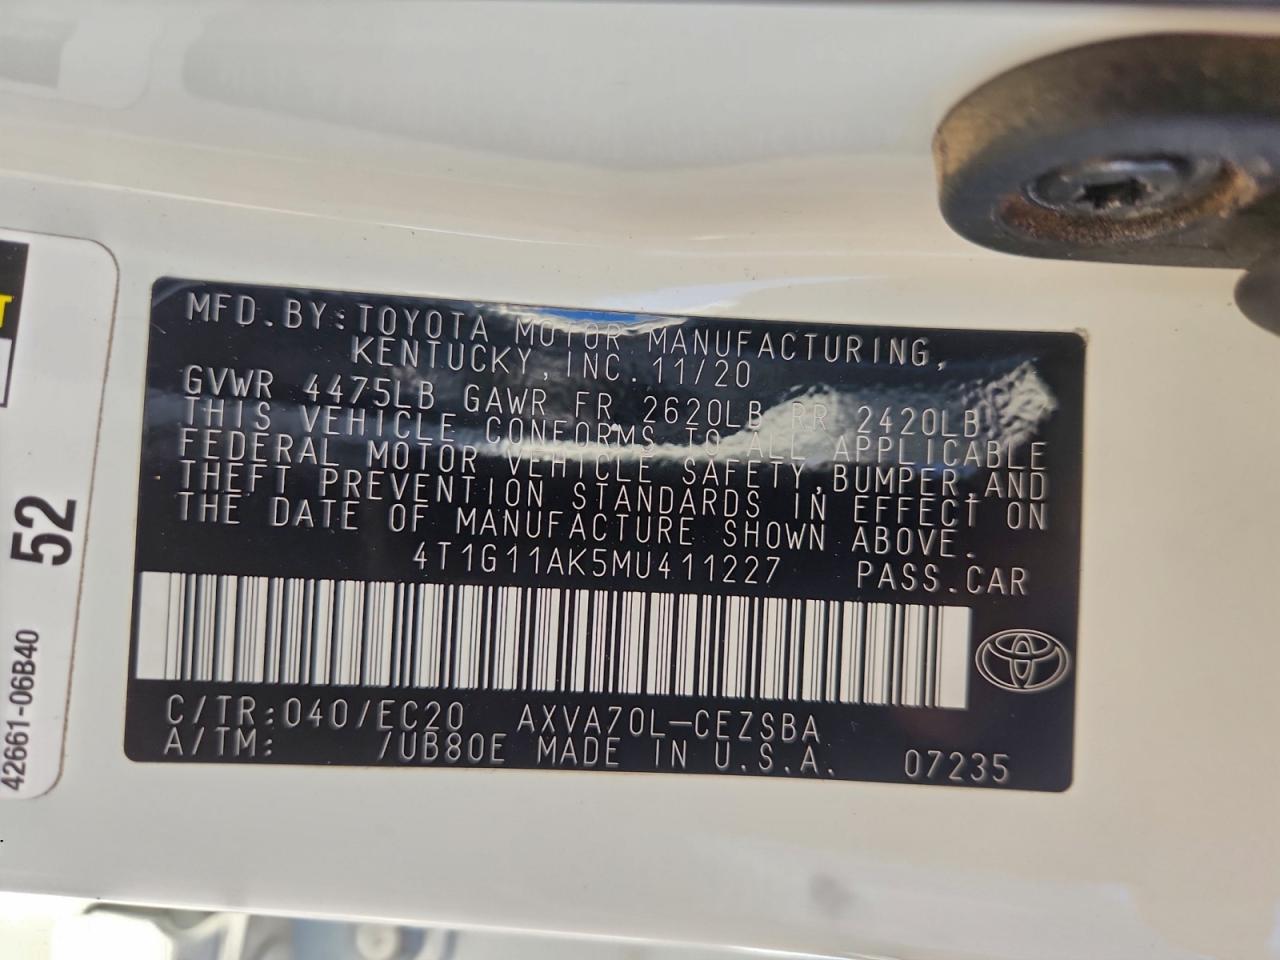 MFD.BY:TOYOTA MOTOR MANUFACTURING,
KENTUCKY,INC. 11/20
GVWR 4475LB GAWR FR 2620LB RR 2420LB
THIS VEHICLE CONFORMS TO ALL APPLICABLE
FEDERAL MOTOR VEHICLE SAFETY,BUMPER,AND
THEFT PREVENTION STANDARDS IN EFFECT ON
THE DATE OF MANUFACTURE SHOWN ABOVE.
4T1G11AK5MU411227 PASS.CAR
C/TR:040/EC20 AXVA70L-CEZSBA
A/TM: /UB80E MADE IN U.S.A. 07235
52
42661-06B40